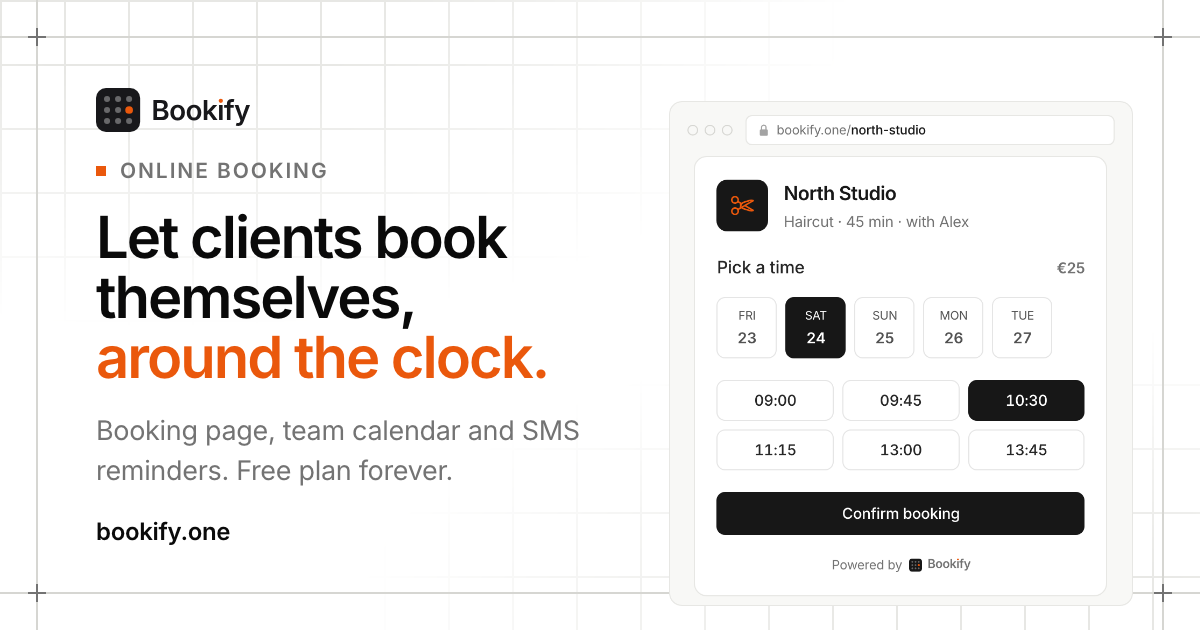 Bookify
ONLINE BOOKING
Let clients book
themselves,
around the clock.
Booking page, team calendar and SMS
reminders. Free plan forever.
bookify.one
bookify.one/north-studio
North Studio
Haircut · 45 min · with Alex
Pick a time €25
FRI SAT SUN MON TUE
23 24 25 26 27
09:00 09:45 10:30
11:15 13:00 13:45
Confirm booking
Powered by Bookify